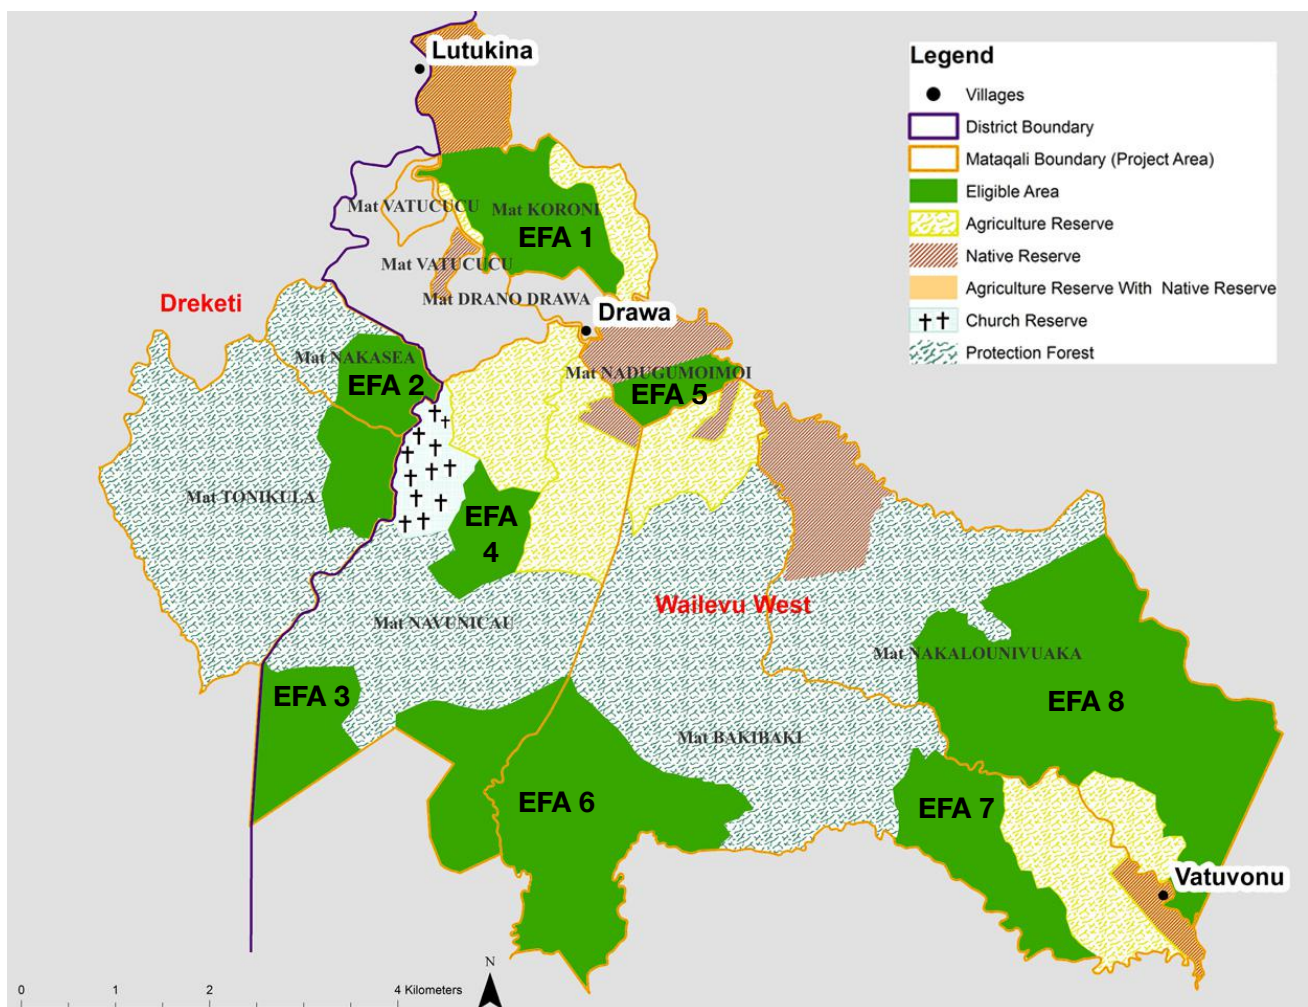 Lutukina
Legend
Villages
District Boundary
Mataqali Boundary (Project Area)
Eligible Area
Agriculture Reserve
Native Reserve
Agriculture Reserve With Native Reserve
Church Reserve
Protection Forest
Mat VATUCUCU
Mat KORONI
EFA 1
Mat VATUCUCU
Mat DRANO DRAWA
Dreketi
Drawa
Mat NAKASEA
EFA 2
Mat NADUGUMOIMOI
EFA 5
Mat TONIKULA
EFA
4
Wailevu West
Mat NAVUNICAU
Mat NAKALOUNIVUAKA
EFA 3
EFA 8
Mat BAKIBAKI
EFA 6
EFA 7
Vatuvonu
N
0 1 2 4 Kilometers